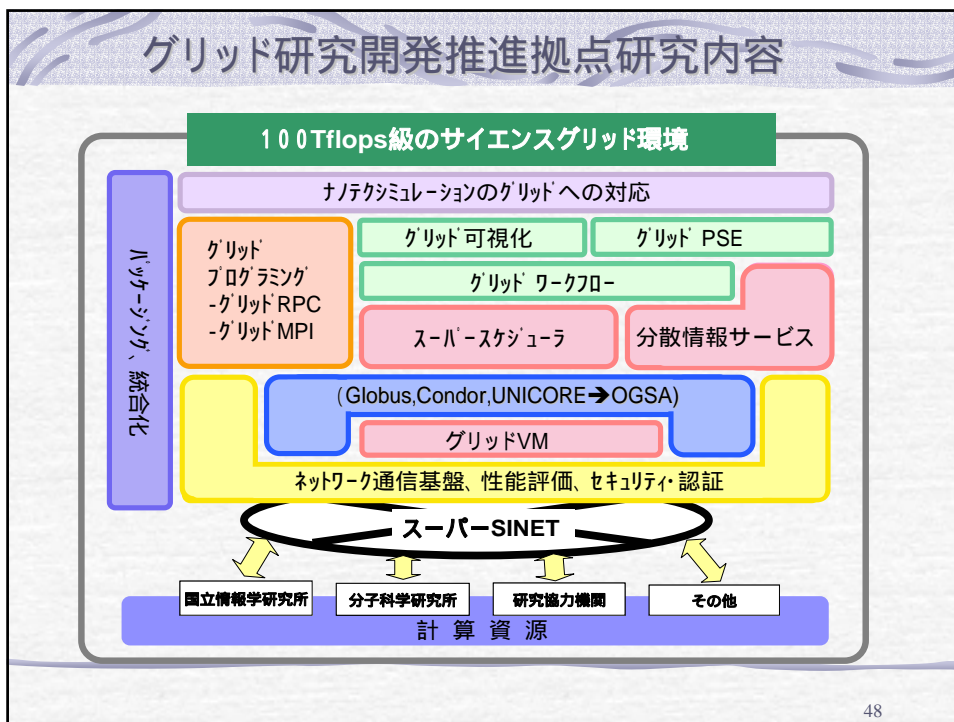 グリッド研究開発推進拠点研究内容
１００Tflops級のサイエンスグリッド環境
ﾅﾉﾃｸｼﾐｭﾚｰｼｮﾝのｸﾞﾘｯﾄﾞへの対応
ﾊﾟｯｹｰｼﾞﾝｸﾞ、統合化
ｸﾞﾘｯﾄﾞ
ﾌﾟﾛｸﾞﾗﾐﾝｸﾞ
-ｸﾞﾘｯﾄﾞRPC
-ｸﾞﾘｯﾄﾞMPI
ｸﾞﾘｯﾄﾞ可視化
ｸﾞﾘｯﾄﾞ PSE
ｸﾞﾘｯﾄﾞ ﾜｰｸﾌﾛｰ
ｽｰﾊﾟｰｽｹｼﾞｭｰﾗ
分散情報サービス
(Globus,Condor,UNICORE➔OGSA)
グリッドVM
ﾈｯﾄﾜｰｸ通信基盤、性能評価、ｾｷｭﾘﾃｨ・認証
スーパーSINET
国立情報学研究所
分子科学研究所
研究協力機関
その他
計 算 資 源
48